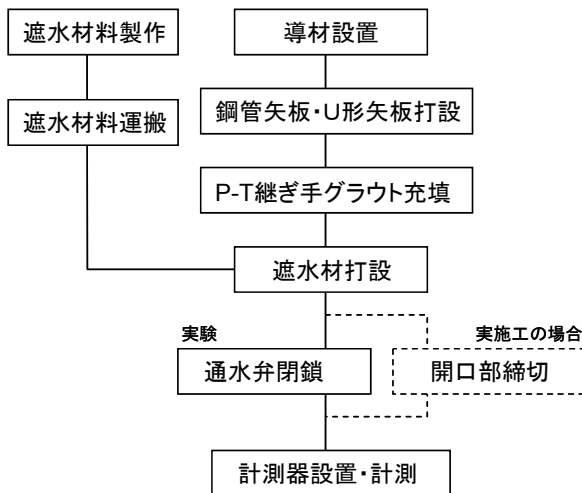 遮水材料製作
導材設置
遮水材料運搬
鋼管矢板・U形矢板打設
P-T継ぎ手グラウト充填
遮水材打設
実験
実施工の場合
通水弁閉鎖
開口部締切
計測器設置・計測